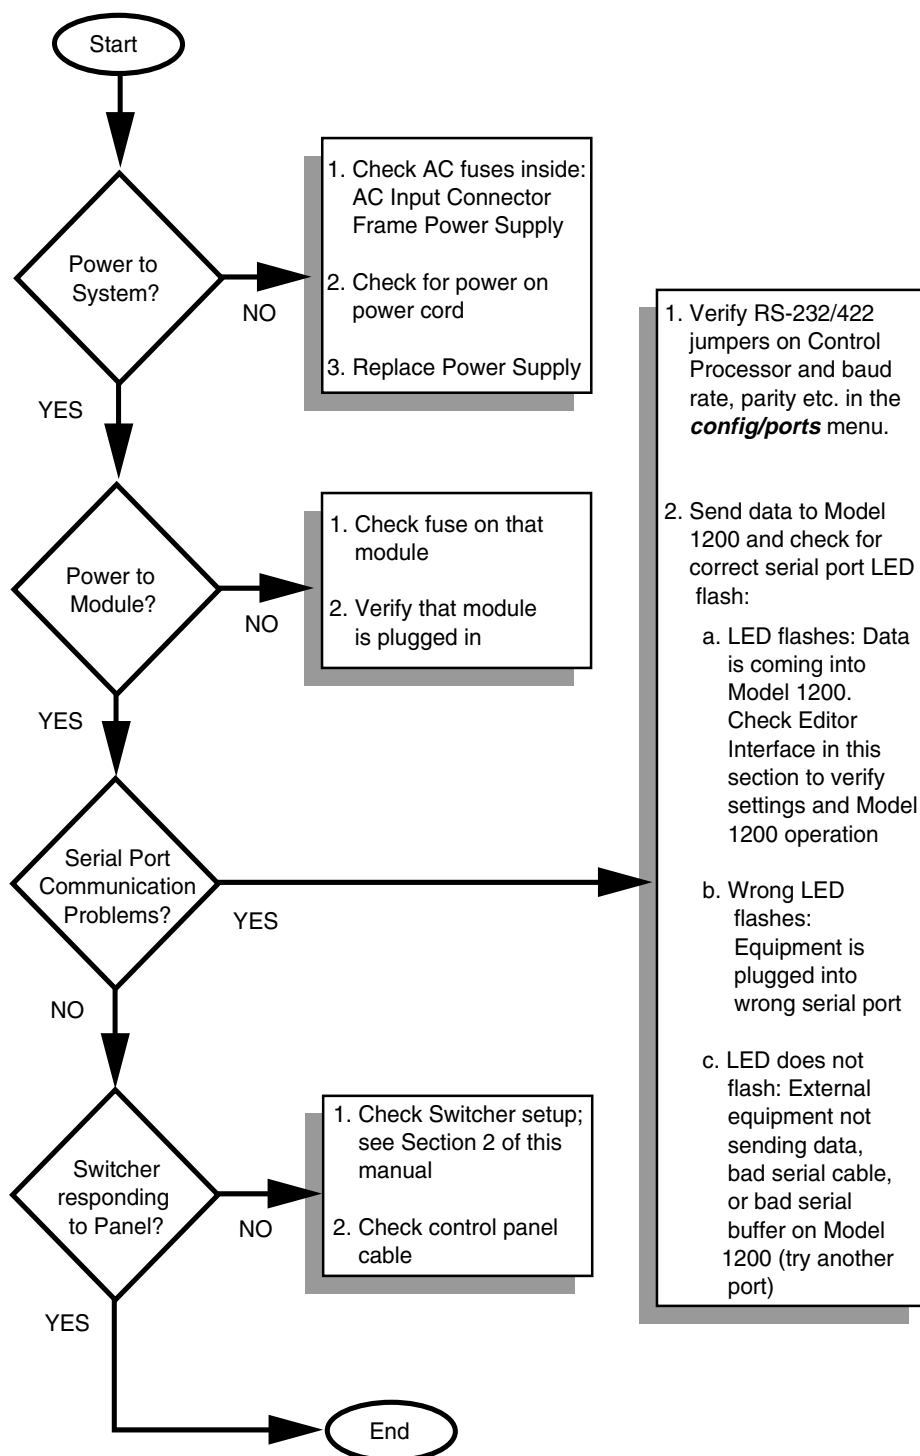 Start
Power to
System?
NO
YES
1. Check AC fuses inside:
AC Input Connector
Frame Power Supply
2. Check for power on
power cord
3. Replace Power Supply
Power to
Module?
NO
YES
1. Check fuse on that
module
2. Verify that module
is plugged in
Serial Port
Communication
Problems?
YES
NO
1. Verify RS-232/422
jumpers on Control
Processor and baud
rate, parity etc. in the
config/ports menu.
2. Send data to Model
1200 and check for
correct serial port LED
flash:
a. LED flashes: Data
is coming into
Model 1200.
Check Editor
Interface in this
section to verify
settings and Model
1200 operation
b. Wrong LED
flashes:
Equipment is
plugged into
wrong serial port
c. LED does not
flash: External
equipment not
sending data,
bad serial cable,
or bad serial
buffer on Model
1200 (try another
port)
Switcher
responding
to Panel?
NO
YES
1. Check Switcher setup;
see Section 2 of this
manual
2. Check control panel
cable
End